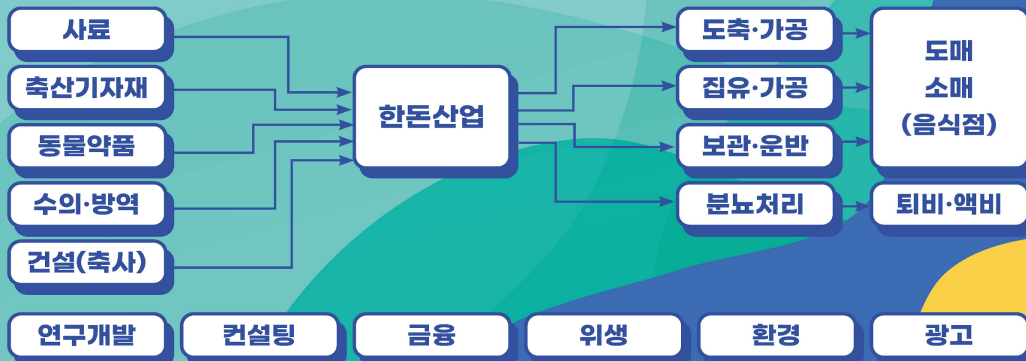 사료
축산기자재
동물약품
수의·방역
건설(축사)
한돈산업
도축·가공
집유·가공
보관·운반
분뇨처리
도매
소매
(음식점)
퇴비·액비
연구개발
컨설팅
금융
위생
환경
광고